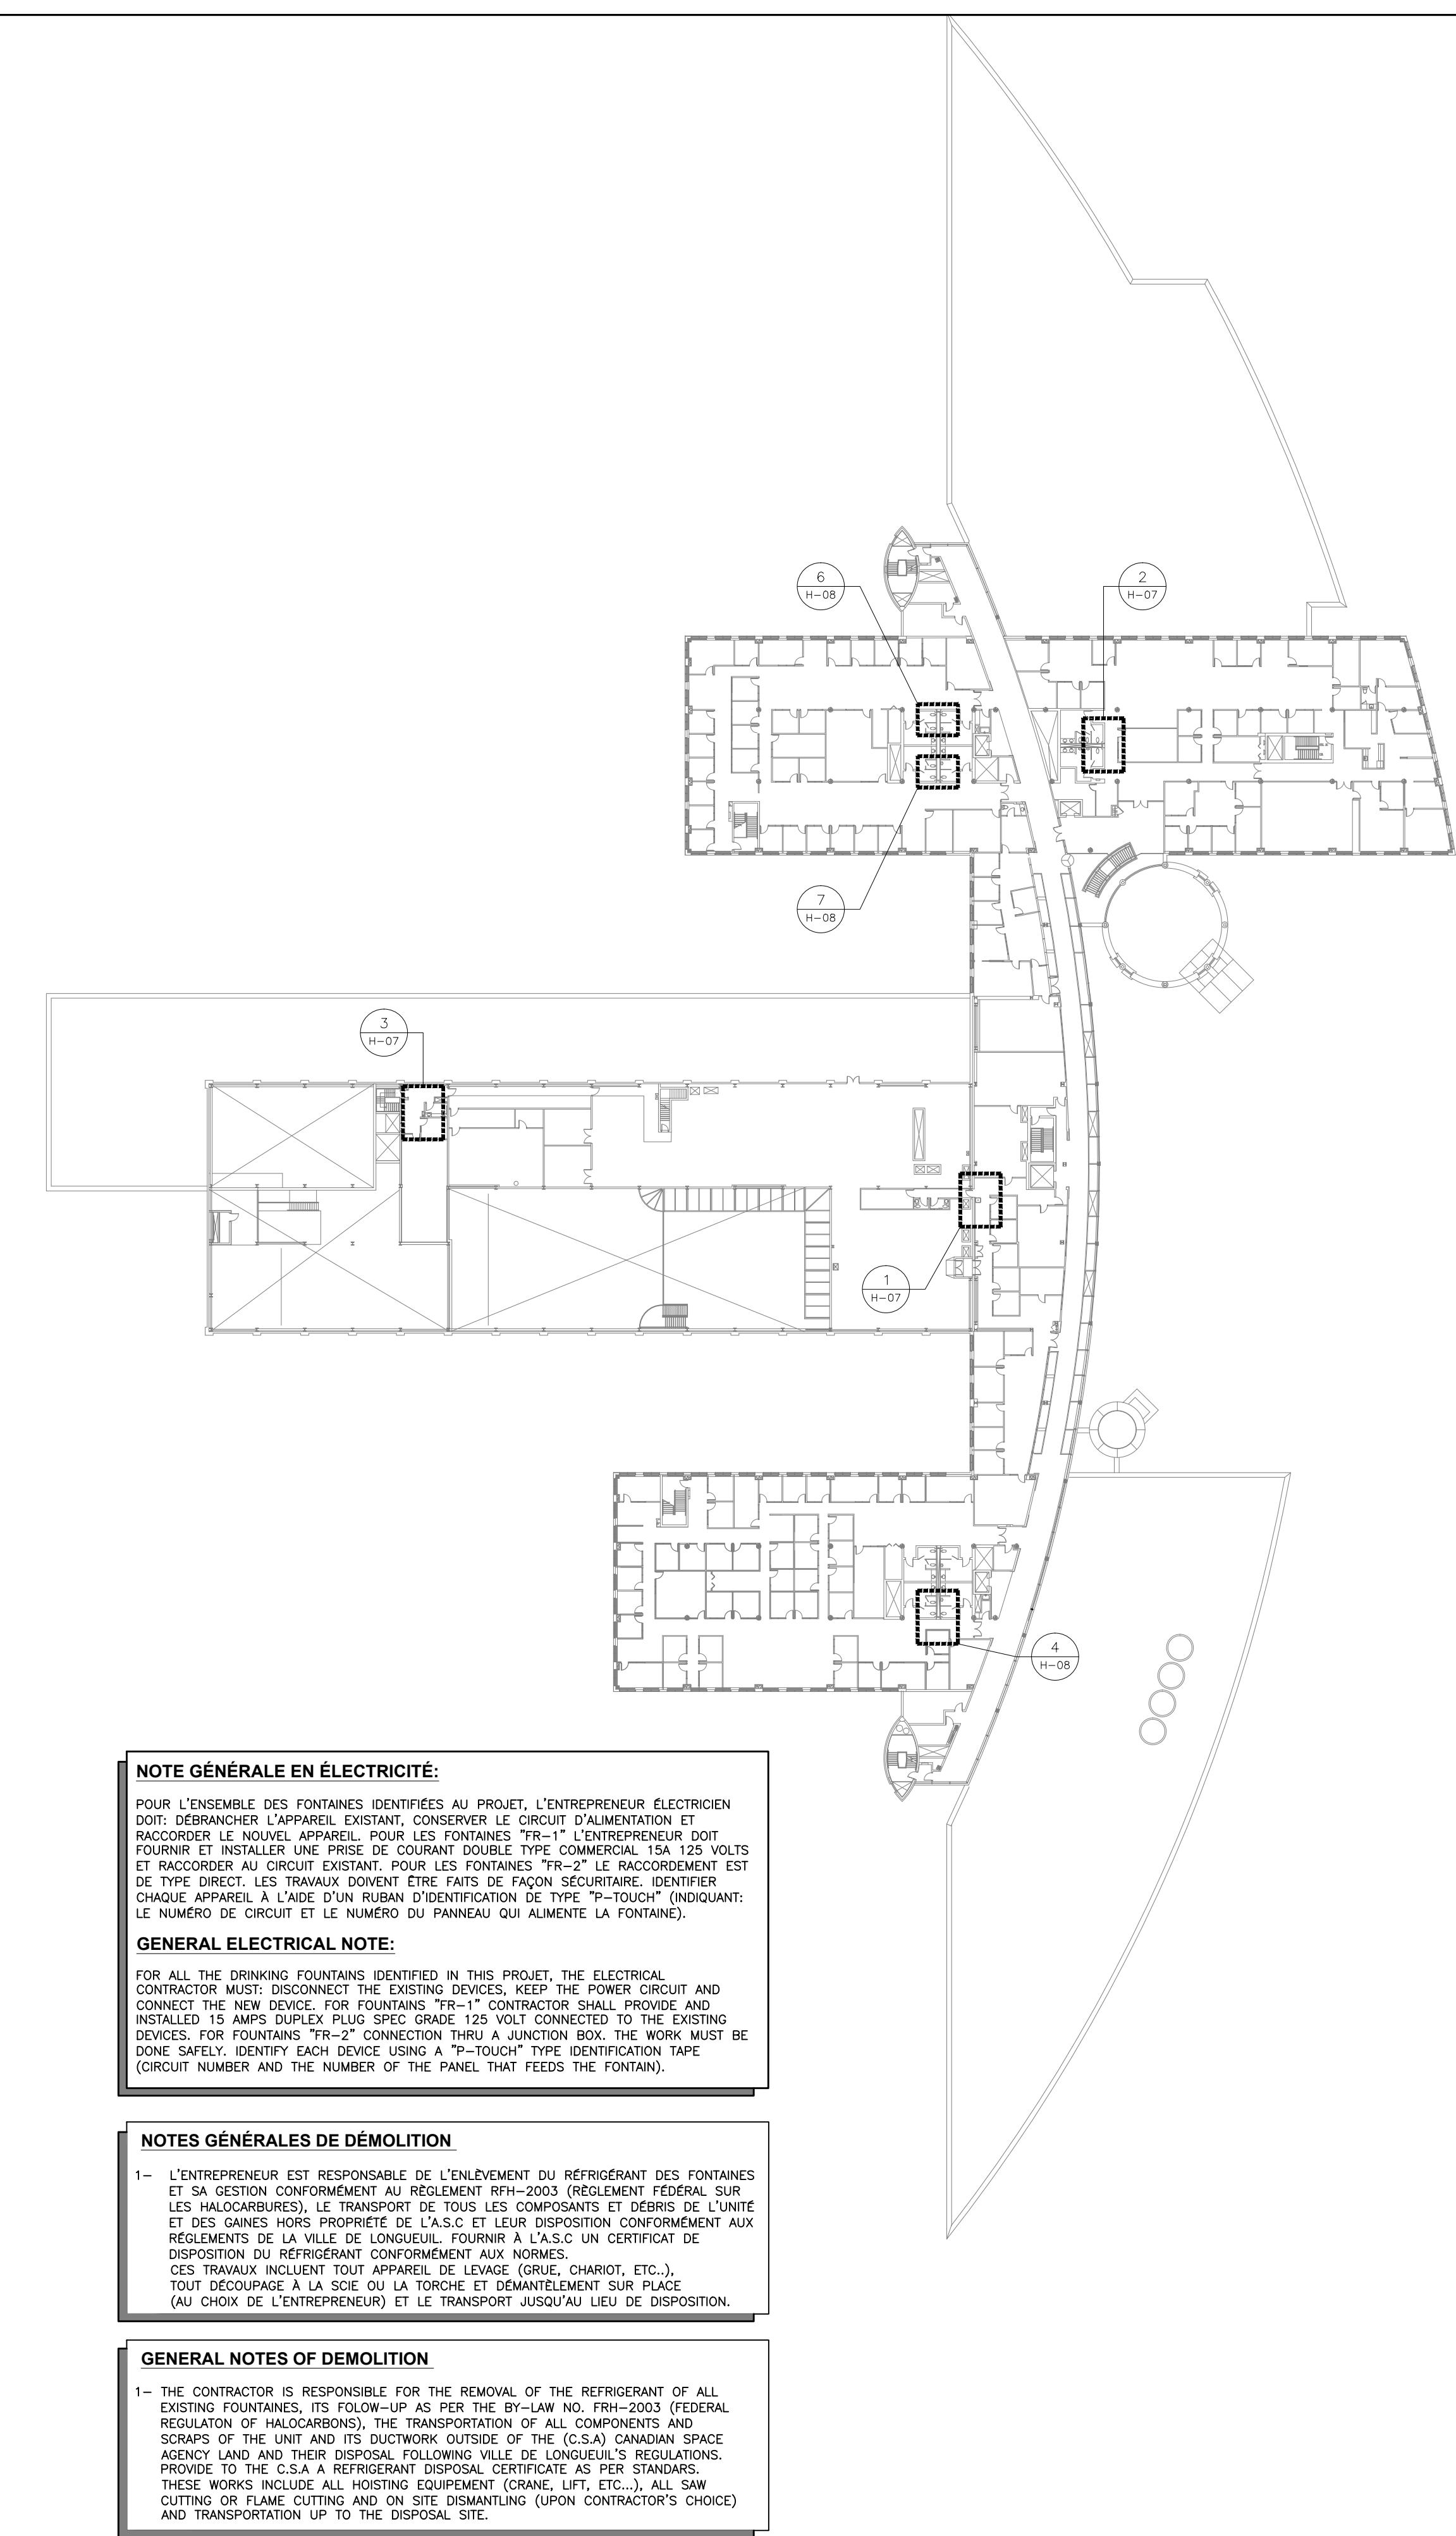 6
H-08
2
H-07
7
H-08
3
H-07
1
H-07
4
H-08
NOTE GÉNÉRALE EN ÉLECTRICITÉ:
POUR L'ENSEMBLE DES FONTAINES IDENTIFIÉES AU PROJET, L'ENTREPRENEUR ÉLECTRICIEN
DOIT: DÉBRANCHER L'APPAREIL EXISTANT, CONSERVER LE CIRCUIT D'ALIMENTATION ET
RACCORDER LE NOUVEL APPAREIL. POUR LES FONTAINES "FR-1" L'ENTREPRENEUR DOIT
FOURNIR ET INSTALLER UNE PRISE DE COURANT DOUBLE TYPE COMMERCIAL 15A 125 VOLTS
ET RACCORDER AU CIRCUIT EXISTANT. POUR LES FONTAINES "FR-2" LE RACCORDEMENT EST
DE TYPE DIRECT. LES TRAVAUX DOIVENT ÊTRE FAITS DE FAÇON SÉCURITAIRE. IDENTIFIER
CHAQUE APPAREIL À L'AIDE D'UN RUBAN D'IDENTIFICATION DE TYPE "P-TOUCH" (INDIQUANT:
LE NUMÉRO DE CIRCUIT ET LE NUMÉRO DU PANNEAU QUI ALIMENTE LA FONTAINE).
GENERAL ELECTRICAL NOTE:
FOR ALL THE DRINKING FOUNTAINS IDENTIFIED IN THIS PROJET, THE ELECTRICAL
CONTRACTOR MUST: DISCONNECT THE EXISTING DEVICES, KEEP THE POWER CIRCUIT AND
CONNECT THE NEW DEVICE. FOR FOUNTAINS "FR-1" CONTRACTOR SHALL PROVIDE AND
INSTALLED 15 AMPS DUPLEX PLUG SPEC GRADE 125 VOLT CONNECTED TO THE EXISTING
DEVICES. FOR FOUNTAINS "FR-2" CONNECTION THRU A JUNCTION BOX. THE WORK MUST BE
DONE SAFELY. IDENTIFY EACH DEVICE USING A "P-TOUCH" TYPE IDENTIFICATION TAPE
(CIRCUIT NUMBER AND THE NUMBER OF THE PANEL THAT FEEDS THE FONTAIN).
NOTES GÉNÉRALES DE DÉMOLITION
1- L'ENTREPRENEUR EST RESPONSABLE DE L'ENLÈVEMENT DU RÉFRIGÉRANT DES FONTAINES
ET SA GESTION CONFORMÉMENT AU RÈGLEMENT RFH-2003 (RÈGLEMENT FÉDÉRAL SUR
LES HALOCARBURES), LE TRANSPORT DE TOUS LES COMPOSANTS ET DÉBRIS DE L'UNITÉ
ET DES GAINES HORS PROPRIÉTÉ DE L'A.S.C ET LEUR DISPOSITION CONFORMÉMENT AUX
RÉGLEMENTS DE LA VILLE DE LONGUEUIL. FOURNIR À L'A.S.C UN CERTIFICAT DE
DISPOSITION DU RÉFRIGÉRANT CONFORMÉMENT AUX NORMES.
CES TRAVAUX INCLUENT TOUT APPAREIL DE LEVAGE (GRUE, CHARIOT, ETC..),
TOUT DÉCOUPAGE À LA SCIE OU LA TORCHE ET DÉMANTÈLEMENT SUR PLACE
(AU CHOIX DE L'ENTREPRENEUR) ET LE TRANSPORT JUSQU'AU LIEU DE DISPOSITION.
GENERAL NOTES OF DEMOLITION
1- THE CONTRACTOR IS RESPONSIBLE FOR THE REMOVAL OF THE REFRIGERANT OF ALL
EXISTING FOUNTAINES, ITS FOLOW-UP AS PER THE BY-LAW NO. FRH-2003 (FEDERAL
REGULATON OF HALOCARBONS), THE TRANSPORTATION OF ALL COMPONENTS AND
SCRAPS OF THE UNIT AND ITS DUCTWORK OUTSIDE OF THE (C.S.A) CANADIAN SPACE
AGENCY LAND AND THEIR DISPOSAL FOLLOWING VILLE DE LONGUEUIL'S REGULATIONS.
PROVIDE TO THE C.S.A A REFRIGERANT DISPOSAL CERTIFICATE AS PER STANDARS.
THESE WORKS INCLUDE ALL HOISTING EQUIPEMENT (CRANE, LIFT, ETC...), ALL SAW
CUTTING OR FLAME CUTTING AND ON SITE DISMANTLING (UPON CONTRACTOR'S CHOICE)
AND TRANSPORTATION UP TO THE DISPOSAL SITE.